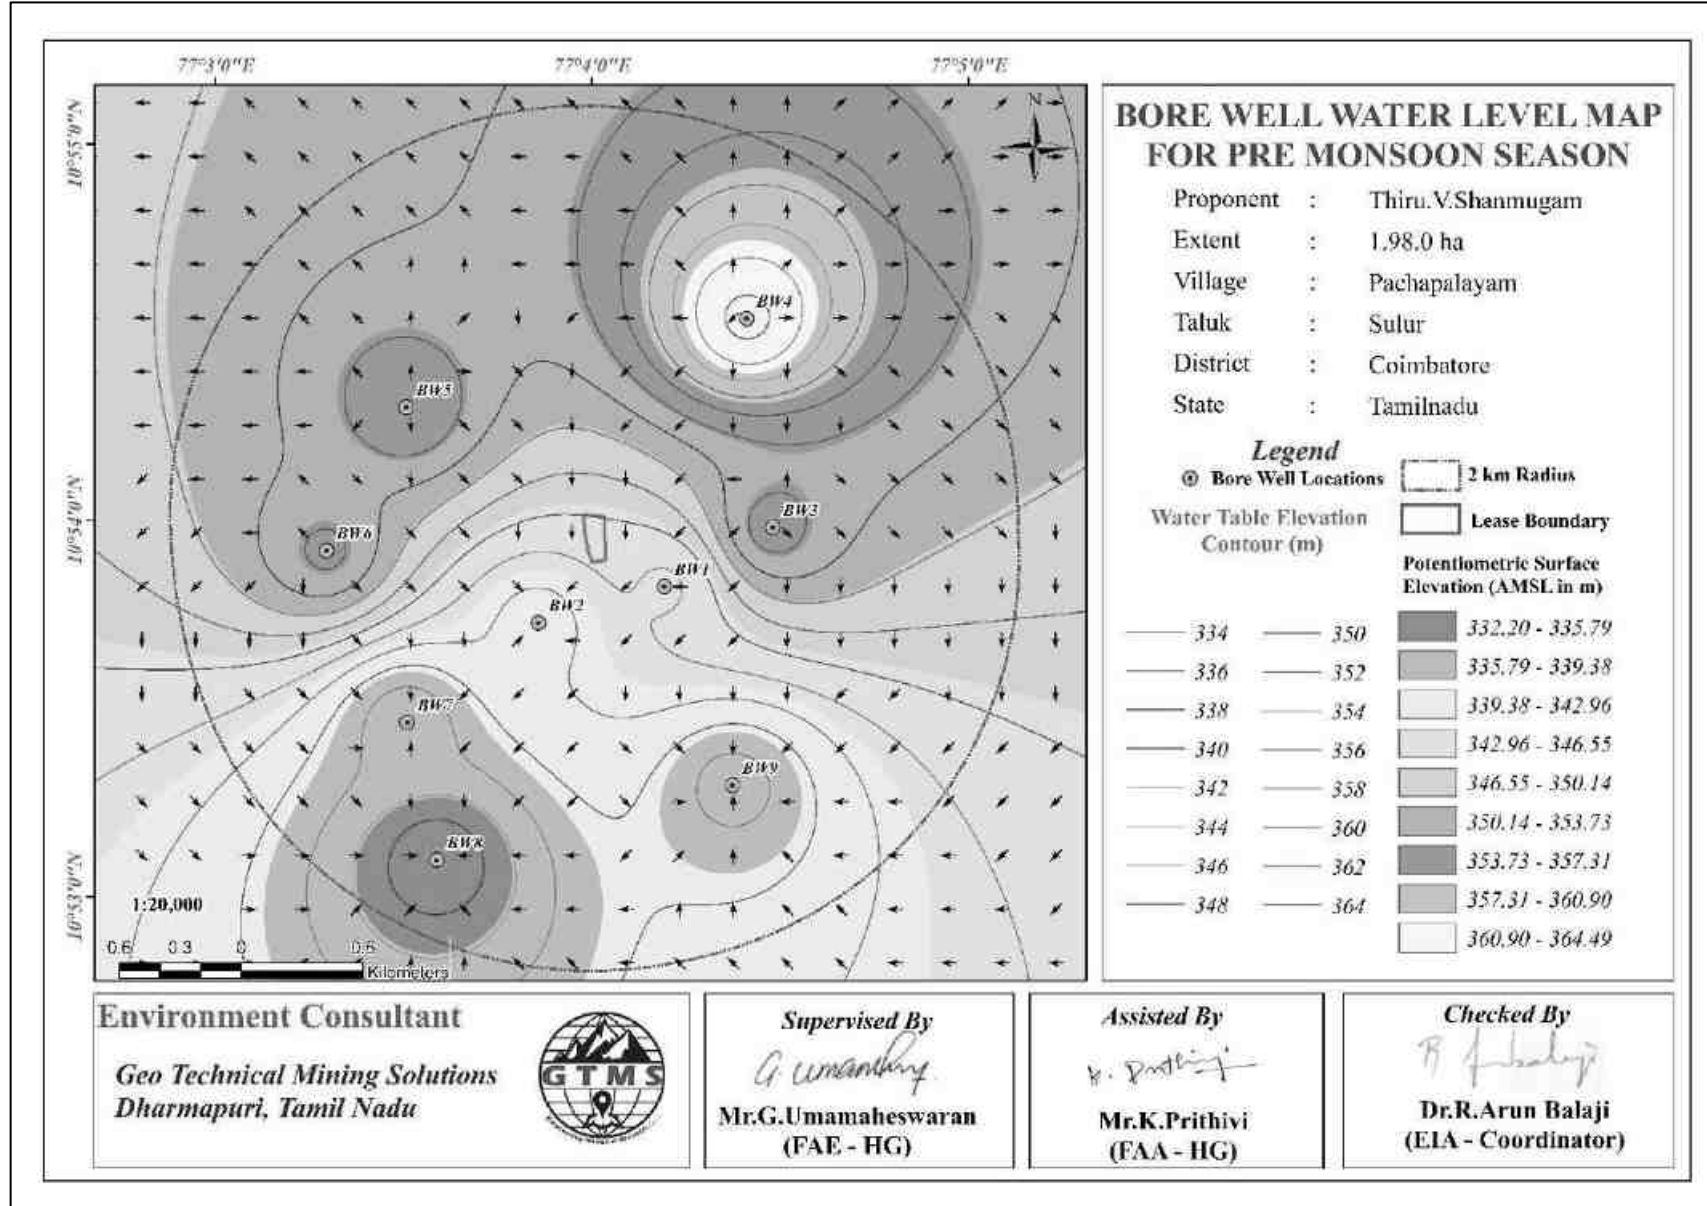 77°3'0"E
77°4'0"E
77°5'0"E
10°55'0"N
10°54'0"N
10°53'0"N
N
BW4
BW5
BW3
BW6
BW1
BW2
BW7
BW9
BW8
1:20,000
0.6 0.3 0 0.6
Kilometers
BORE WELL WATER LEVEL MAP
FOR PRE MONSOON SEASON
Proponent : Thiru.V.Shanmugam
Extent : 1.98.0 ha
Village : Pachapalayam
Taluk : Sulur
District : Coimbatore
State : Tamilnadu
Legend
Bore Well Locations
2 km Radius
Water Table Elevation
Contour (m)
Lease Boundary
Potentiometric Surface
Elevation (AMSL in m)
334 350
336 352
338 354
340 356
342 358
344 360
346 362
348 364
332.20 - 335.79
335.79 - 339.38
339.38 - 342.96
342.96 - 346.55
346.55 - 350.14
350.14 - 353.73
353.73 - 357.31
357.31 - 360.90
360.90 - 364.49
Environment Consultant
Geo Technical Mining Solutions
Dharmapuri, Tamil Nadu
GTMS
Supervised By
G. Umamhmy
Mr.G.Umamaheswaran
(FAE - HG)
Assisted By
Mr.K.Prithivi
(FAA - HG)
Checked By
Dr.R.Arun Balaji
(EIA - Coordinator)